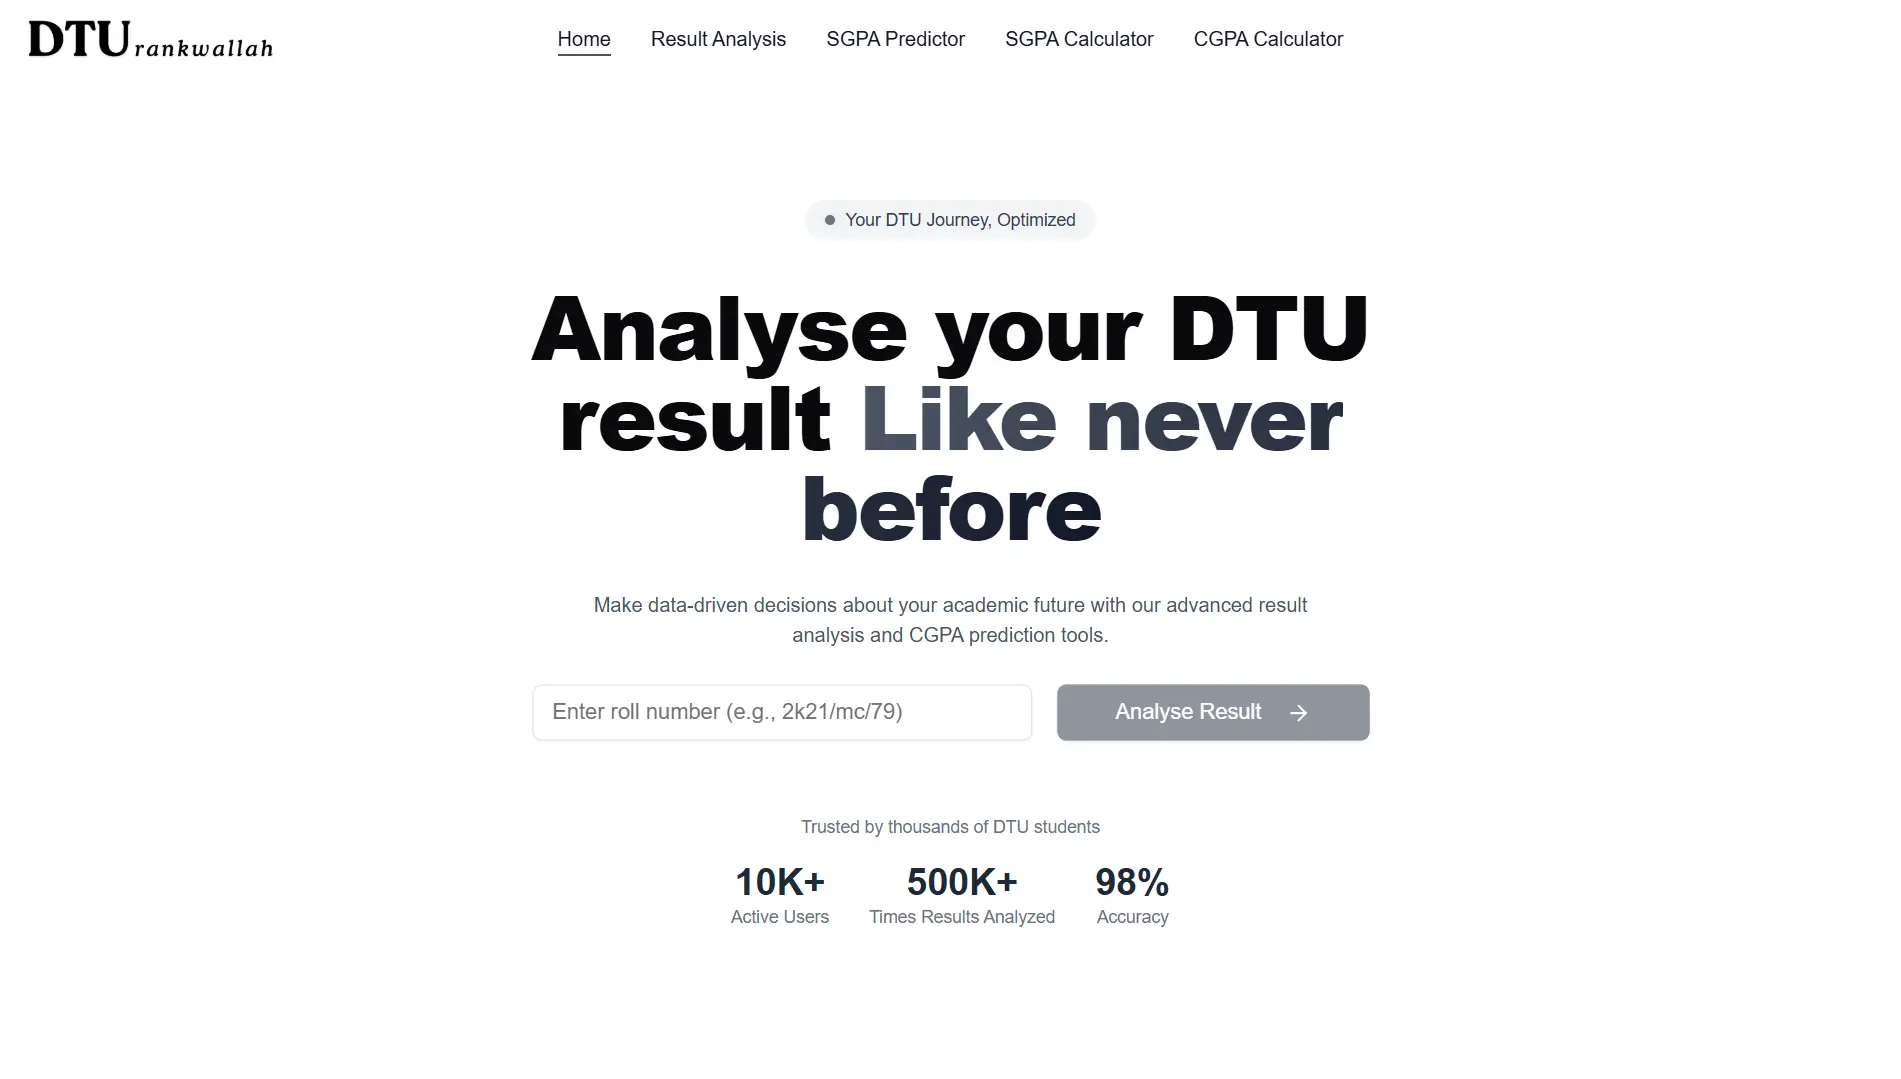 DTU rankwallah
Home
Result Analysis
SGPA Predictor
SGPA Calculator
CGPA Calculator
Your DTU Journey, Optimized
Analyse your DTU
result Like never
before
Make data-driven decisions about your academic future with our advanced result
analysis and CGPA prediction tools.
Enter roll number (e.g., 2k21/mc/79)
Analyse Result
Trusted by thousands of DTU students
10K+
Active Users
500K+
Times Results Analyzed
98%
Accuracy